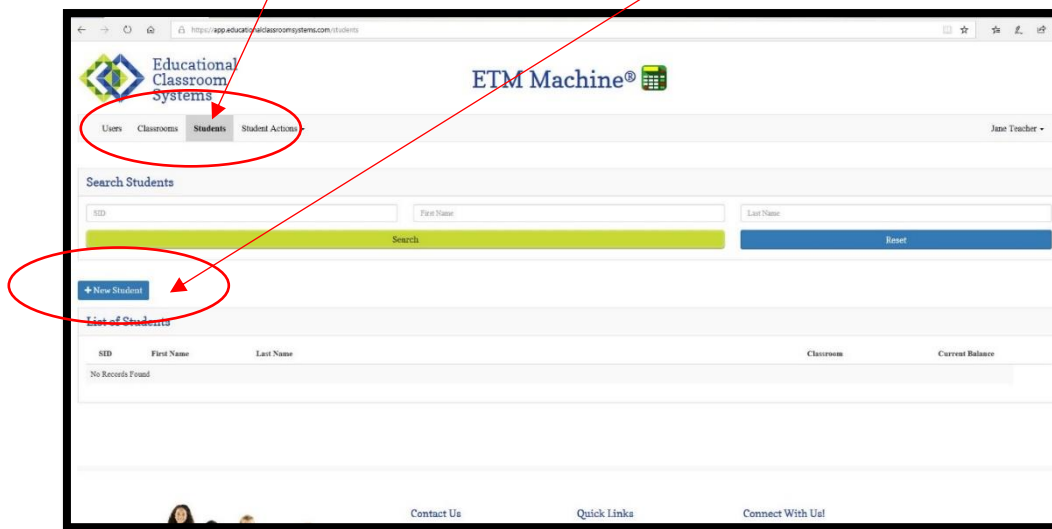 https://app.educationalclassroomsystems.com/students
Educational
Classroom
Systems
ETM Machine®
Users Classrooms Students Student Actions
Jane Teacher
Search Students
SID First Name Last Name
Search Reset
+ New Student
List of Students
SID First Name Last Name Classroom Current Balance
No Records Found
Contact Us Quick Links Connect With Us!